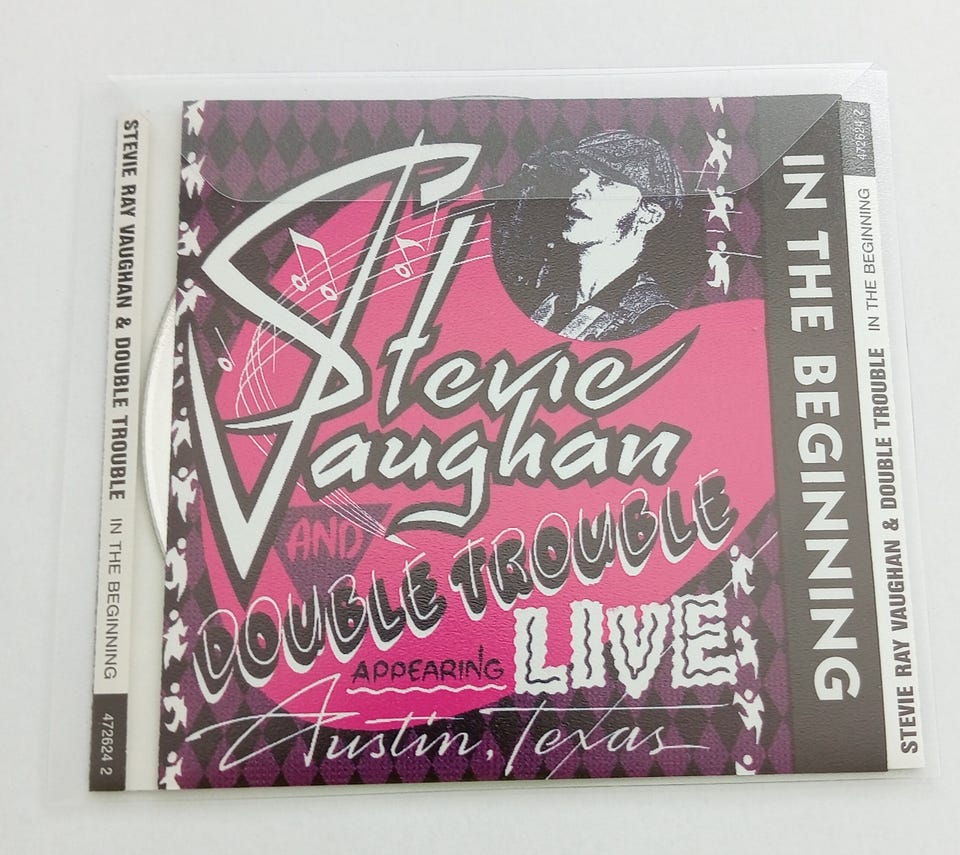 STEVIE RAY VAUGHAN & DOUBLE TROUBLE IN THE BEGINNING
472624 2
Stevie
Vaughan
AND
DOUBLE TROUBLE
APPEARING LIVE
Austin, Texas
IN THE BEGINNING
472624 2
STEVIE RAY VAUGHAN & DOUBLE TROUBLE IN THE BEGINNING